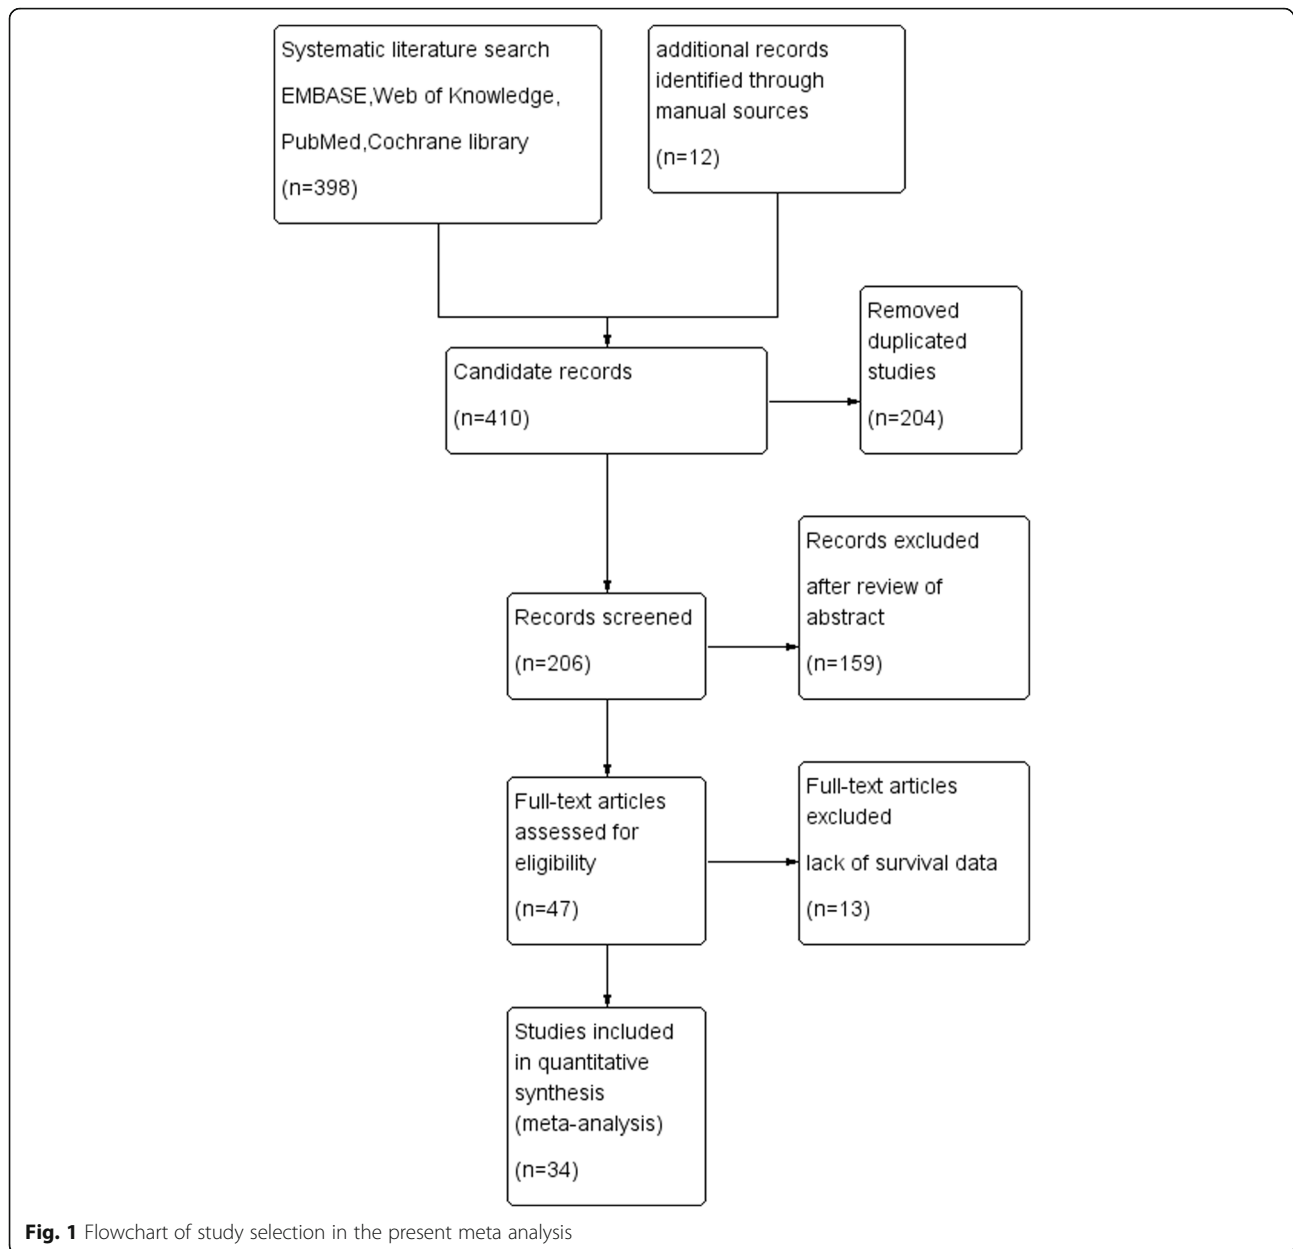 Systematic literature search
EMBASE,Web of Knowledge,
PubMed,Cochrane library
(n=398)
additional records
identified through
manual sources
(n=12)
Removed
duplicated
studies
(n=204)
Candidate records
(n=410)
Records excluded
after review of
abstract
(n=159)
Records screened
(n=206)
Full-text articles
excluded
lack of survival data
(n=13)
Full-text articles
assessed for
eligibility
(n=47)
Studies included
in quantitative
synthesis
(meta-analysis)
(n=34)
Fig. 1 Flowchart of study selection in the present meta analysis